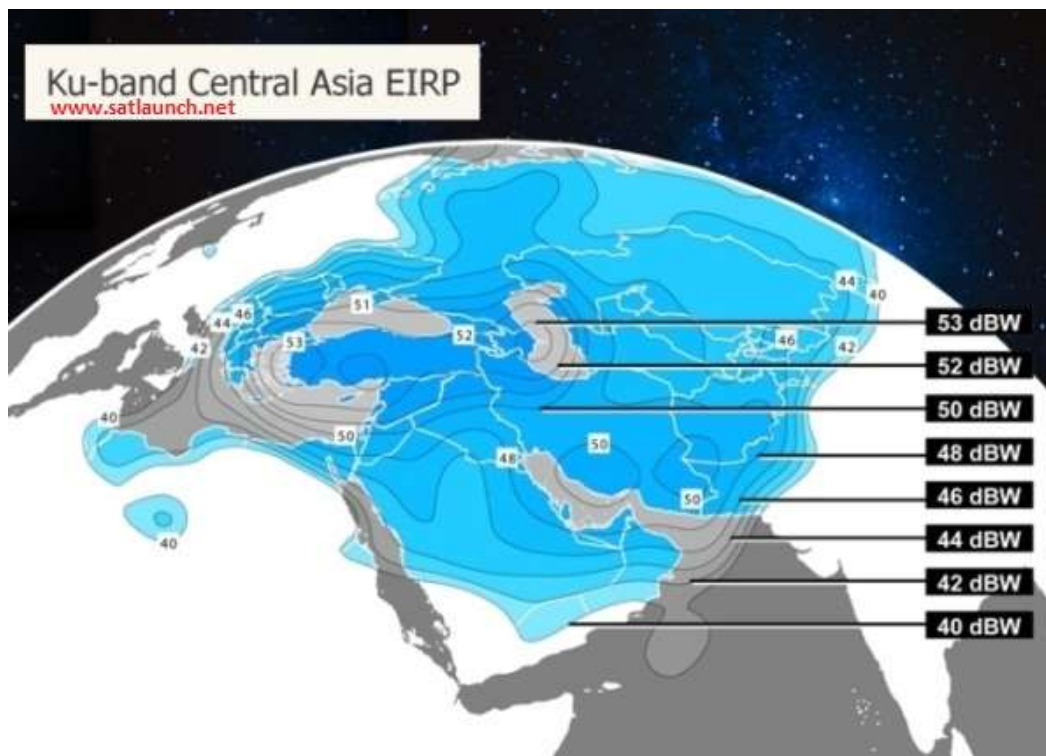 Ku-band Central Asia EIRP
www.satlaunch.net
51
44
46
44
40
53
52
46
42
42
53 dBW
52 dBW
50 dBW
40
50
50
48
48 dBW
50
46 dBW
40
44 dBW
42 dBW
40 dBW